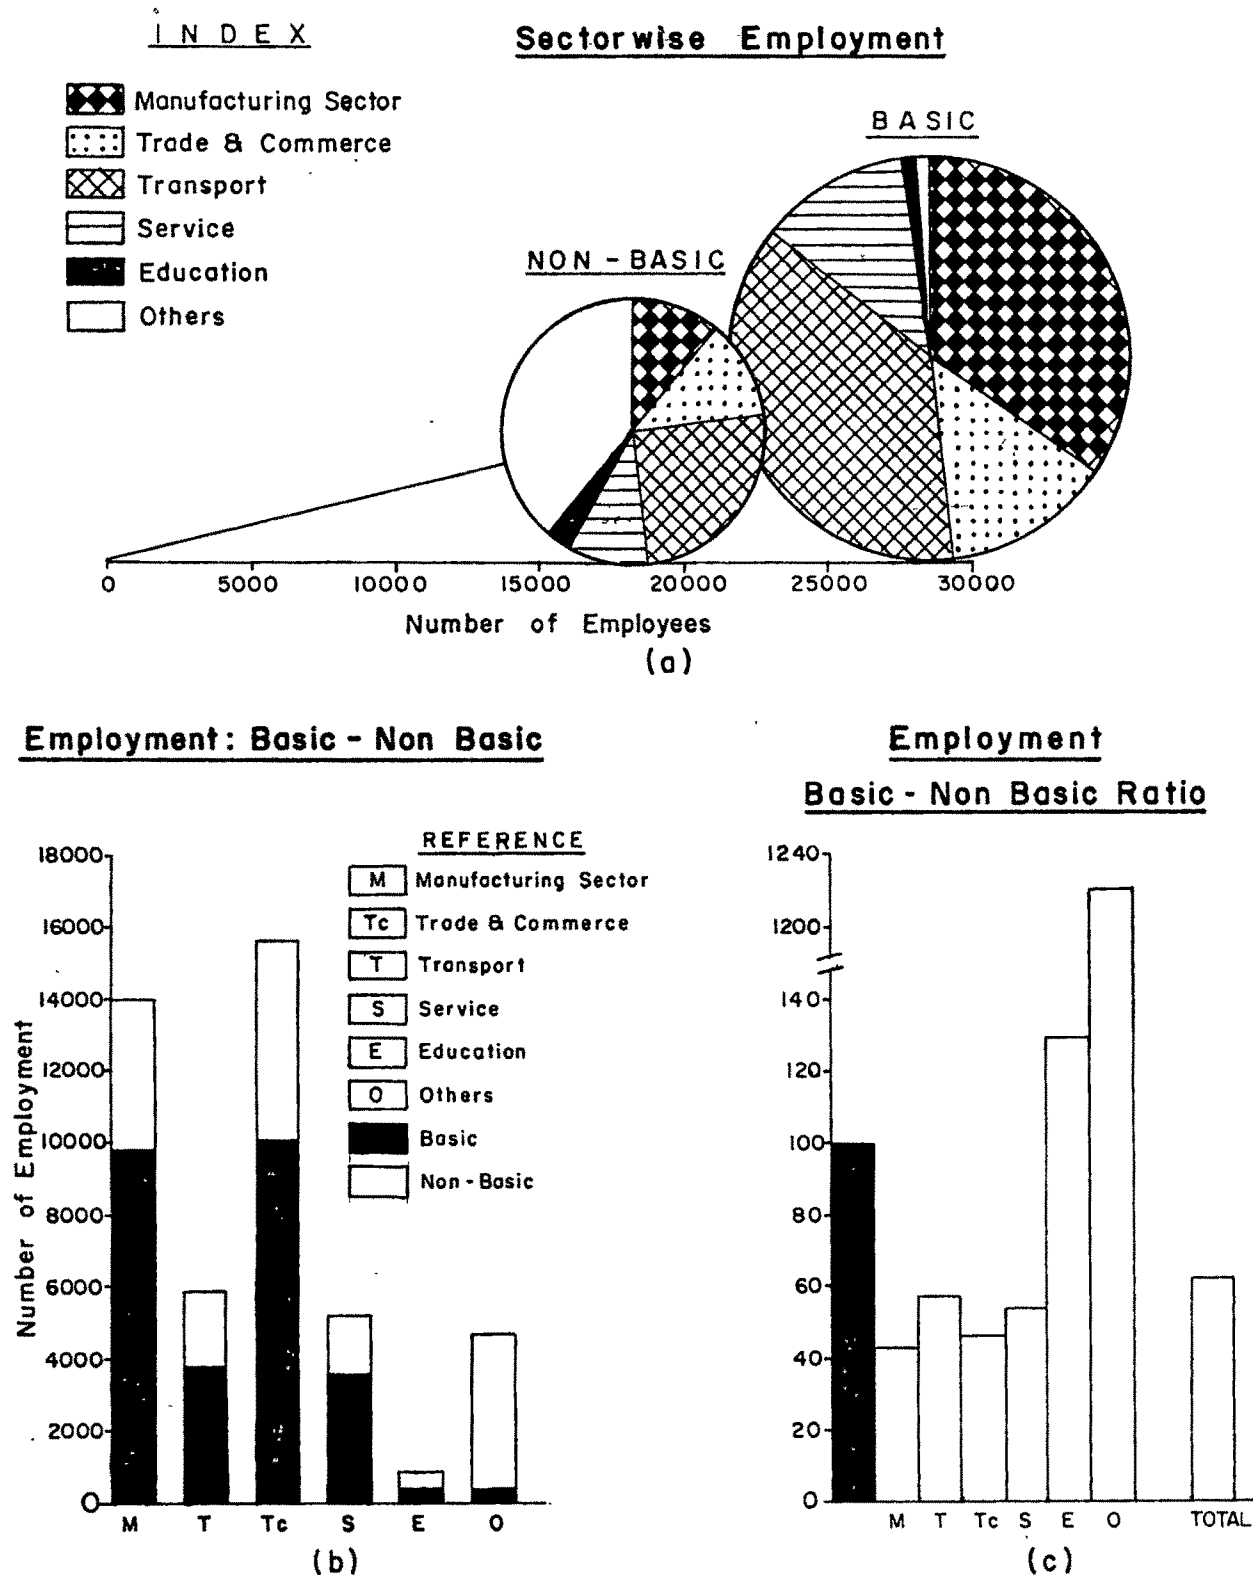 INDEX
Manufacturing Sector
Trade & Commerce
Transport
Service
Education
Others
Sectorwise Employment
BASIC
NON-BASIC
0 5000 10000 15000 20000 25000 30000
Number of Employees
(a)
Employment: Basic - Non Basic
REFERENCE
M Manufacturing Sector
Tc Trade & Commerce
T Transport
S Service
E Education
O Others
Basic
Non-Basic
18000
16000
14000
12000
10000
8000
6000
4000
2000
0
Number of Employment
M T Tc S E O
(b)
Employment
Basic - Non Basic Ratio
1240
1200
140
120
100
80
60
40
20
0
M T Tc S E O TOTAL
(c)